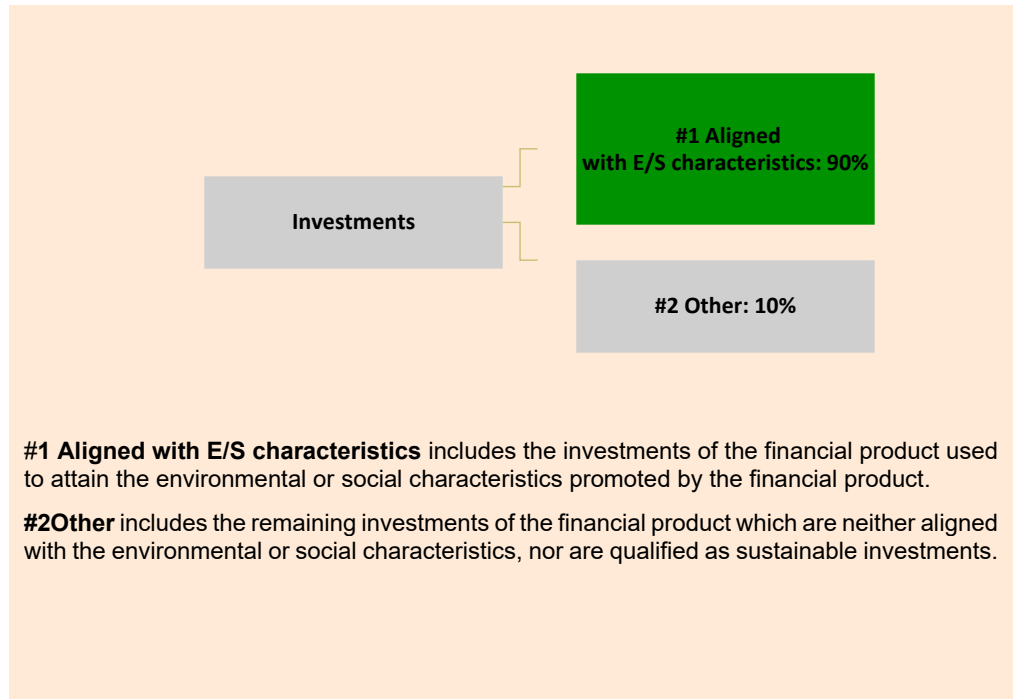 #1 Aligned
with E/S characteristics: 90%
Investments
#2 Other: 10%
#1 Aligned with E/S characteristics includes the investments of the financial product used
to attain the environmental or social characteristics promoted by the financial product.
#2Other includes the remaining investments of the financial product which are neither aligned
with the environmental or social characteristics, nor are qualified as sustainable investments.